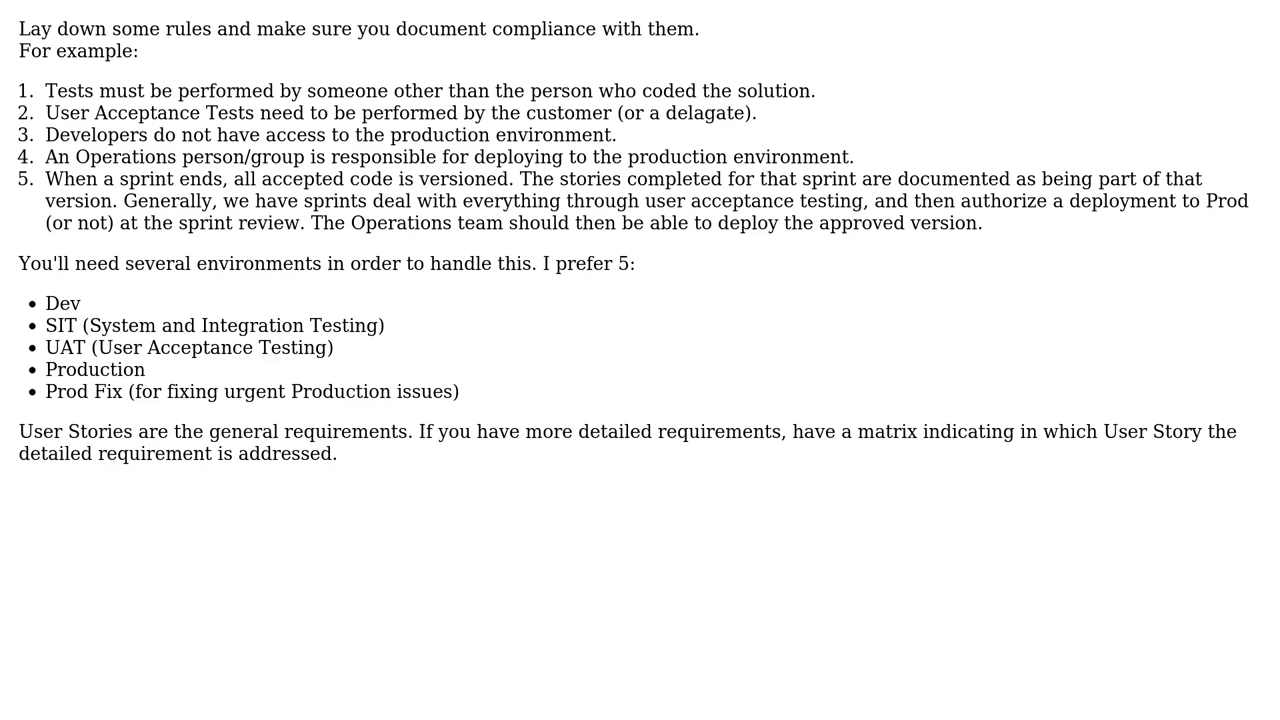 Lay down some rules and make sure you document compliance with them.
For example:
1. Tests must be performed by someone other than the person who coded the solution.
2. User Acceptance Tests need to be performed by the customer (or a delagate).
3. Developers do not have access to the production environment.
4. An Operations person/group is responsible for deploying to the production environment.
5. When a sprint ends, all accepted code is versioned. The stories completed for that sprint are documented as being part of that
version. Generally, we have sprints deal with everything through user acceptance testing, and then authorize a deployment to Prod
(or not) at the sprint review. The Operations team should then be able to deploy the approved version.
You'll need several environments in order to handle this. I prefer 5:
• Dev
• SIT (System and Integration Testing)
• UAT (User Acceptance Testing)
• Production
• Prod Fix (for fixing urgent Production issues)
User Stories are the general requirements. If you have more detailed requirements, have a matrix indicating in which User Story the
detailed requirement is addressed.